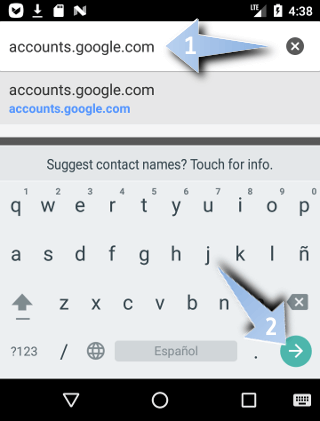 LTE 4:38
accounts.google.com 1
accounts.google.com
accounts.google.com
Suggest contact names? Touch for info.
1 2 3 4 5 6 7 8 9 0
q w e r t y u i o p
a s d f g h j k l ñ
z x c v b n
2
?123 / Español .